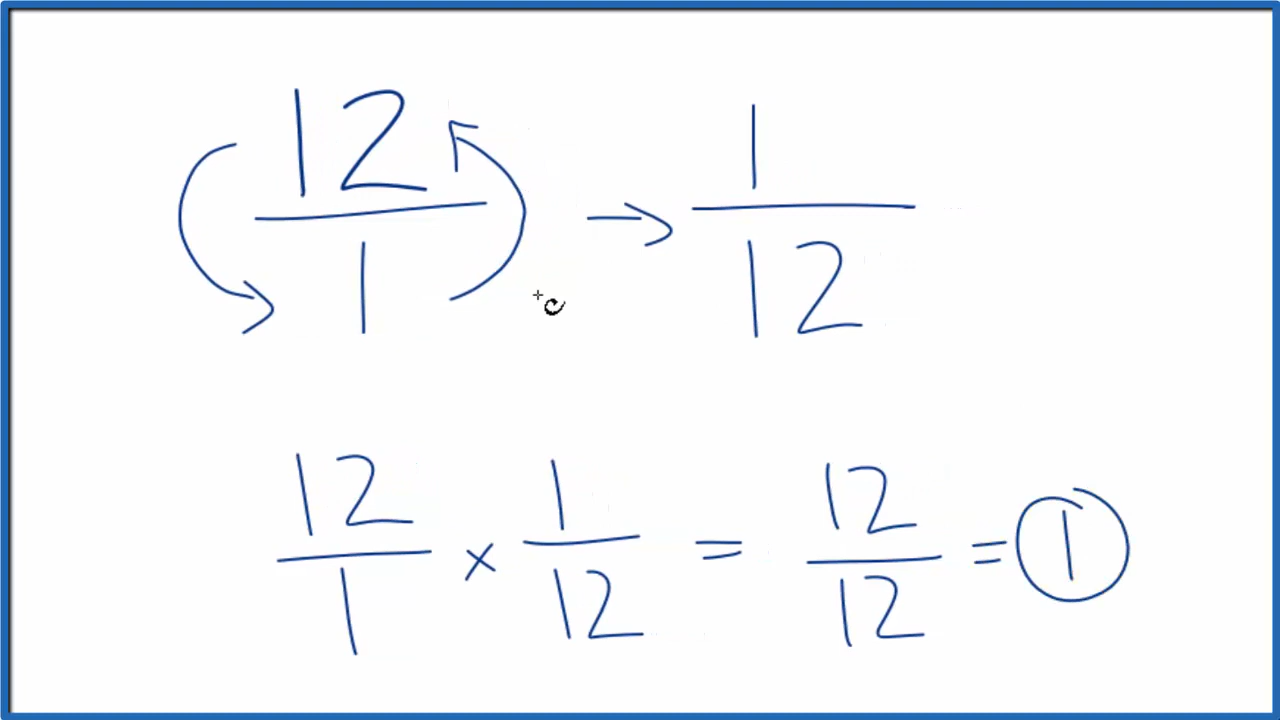 12/1 → 1/12
12/1 × 1/12 = 12/12 = 1